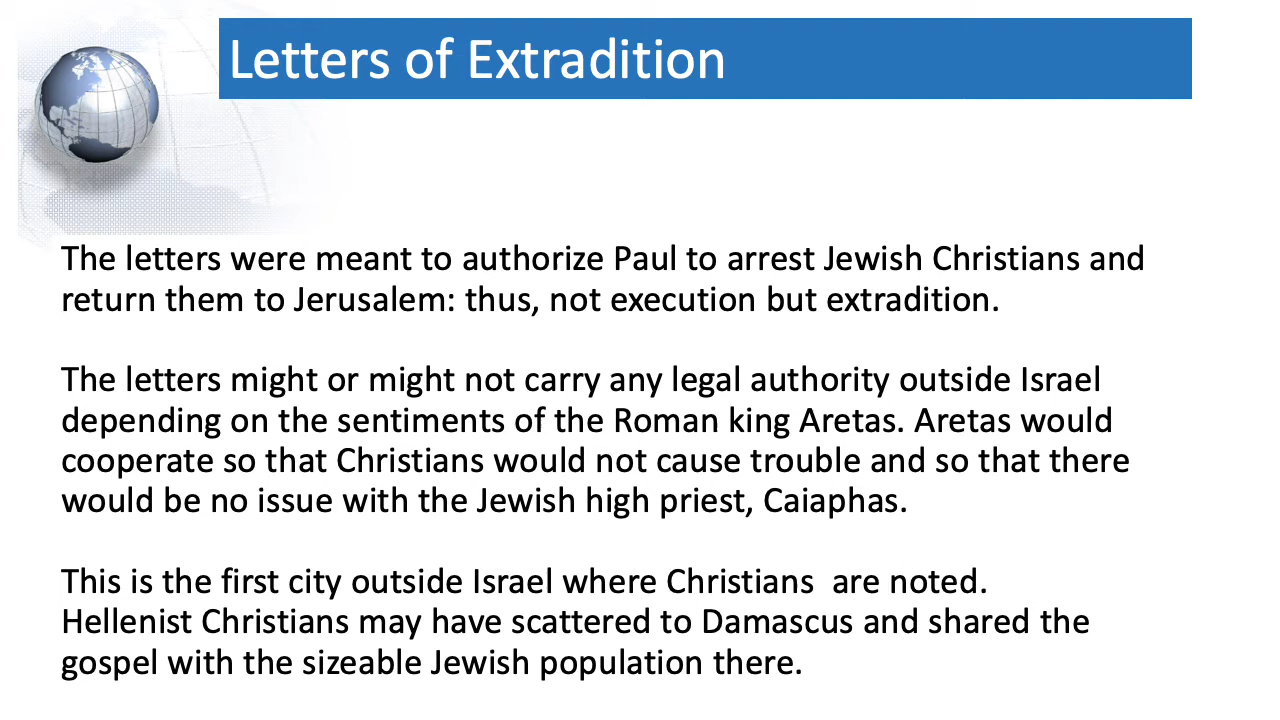 Letters of Extradition
The letters were meant to authorize Paul to arrest Jewish Christians and
return them to Jerusalem: thus, not execution but extradition.
The letters might or might not carry any legal authority outside Israel
depending on the sentiments of the Roman king Aretas. Aretas would
cooperate so that Christians would not cause trouble and so that there
would be no issue with the Jewish high priest, Caiaphas.
This is the first city outside Israel where Christians  are noted.
Hellenist Christians may have scattered to Damascus and shared the
gospel with the sizeable Jewish population there.